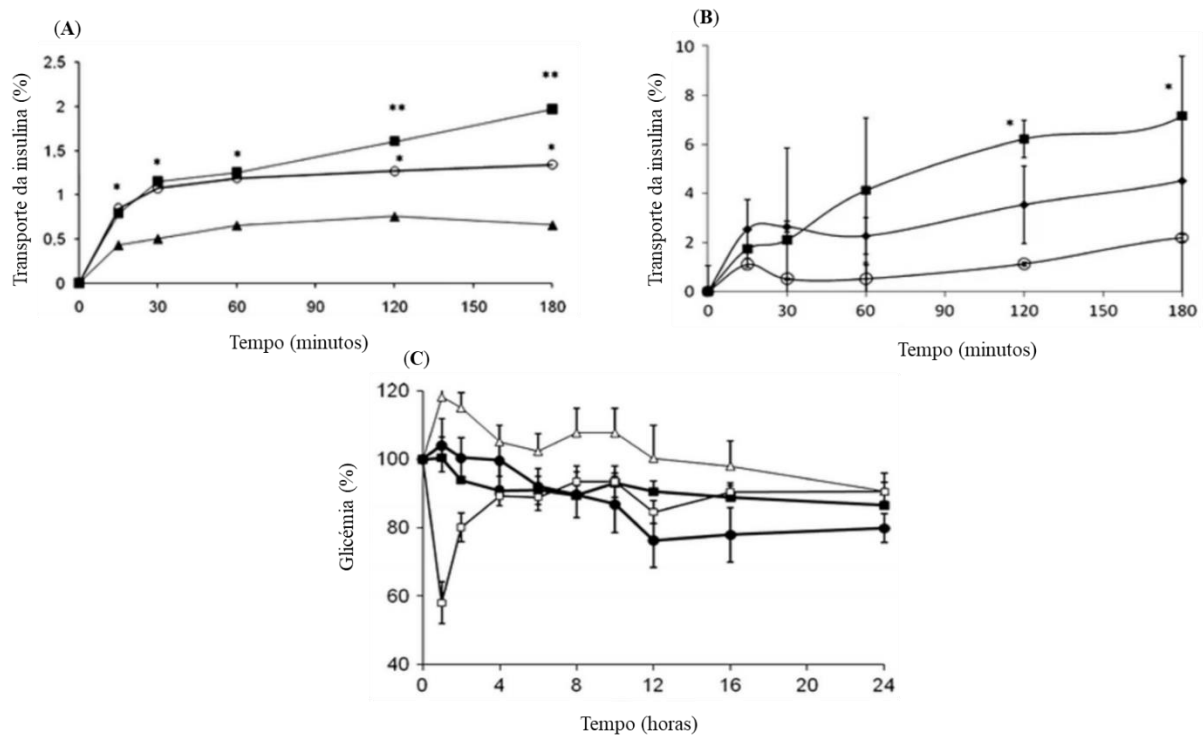 (A)
Transporte da insulina (%)
2.5
2
1.5
1
0.5
0
** ** * * * * *
0 30 60 90 120 150 180
Tempo (minutos)
(B)
Transporte da insulina (%)
10
8
6
4
2
0
* *
0 30 60 90 120 150 180
Tempo (minutos)
(C)
Glicémia (%)
120
100
80
60
40
0 4 8 12 16 20 24
Tempo (horas)